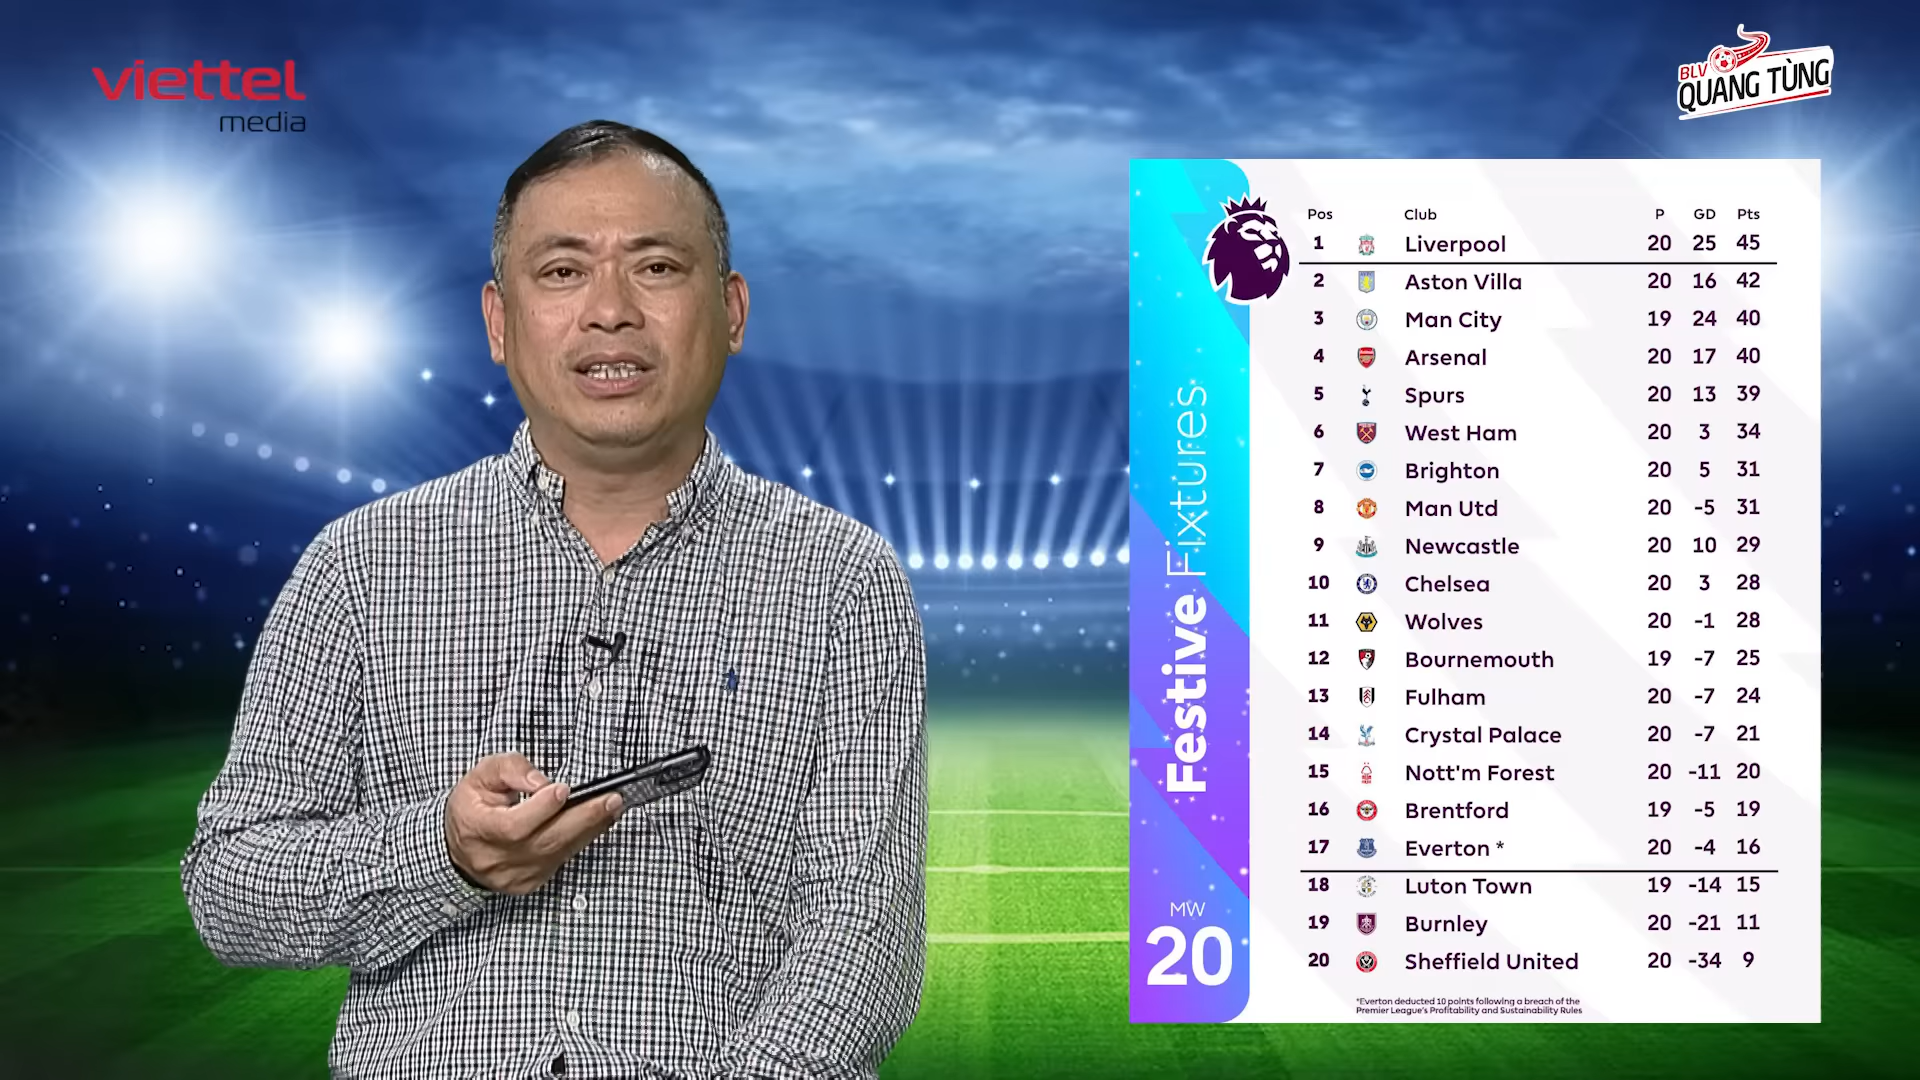 viettel
media
BLV
QUANG TÙNG
Festive Fixtures
MW
20
Pos Club P GD Pts
1 Liverpool 20 25 45
2 Aston Villa 20 16 42
3 Man City 19 24 40
4 Arsenal 20 17 40
5 Spurs 20 13 39
6 West Ham 20 3 34
7 Brighton 20 5 31
8 Man Utd 20 -5 31
9 Newcastle 20 10 29
10 Chelsea 20 3 28
11 Wolves 20 -1 28
12 Bournemouth 19 -7 25
13 Fulham 20 -7 24
14 Crystal Palace 20 -7 21
15 Nott'm Forest 20 -11 20
16 Brentford 19 -5 19
17 Everton * 20 -4 16
18 Luton Town 19 -14 15
19 Burnley 20 -21 11
20 Sheffield United 20 -34 9
*Everton deducted 10 points following a breach of the
Premier League's Profitability and Sustainability Rules